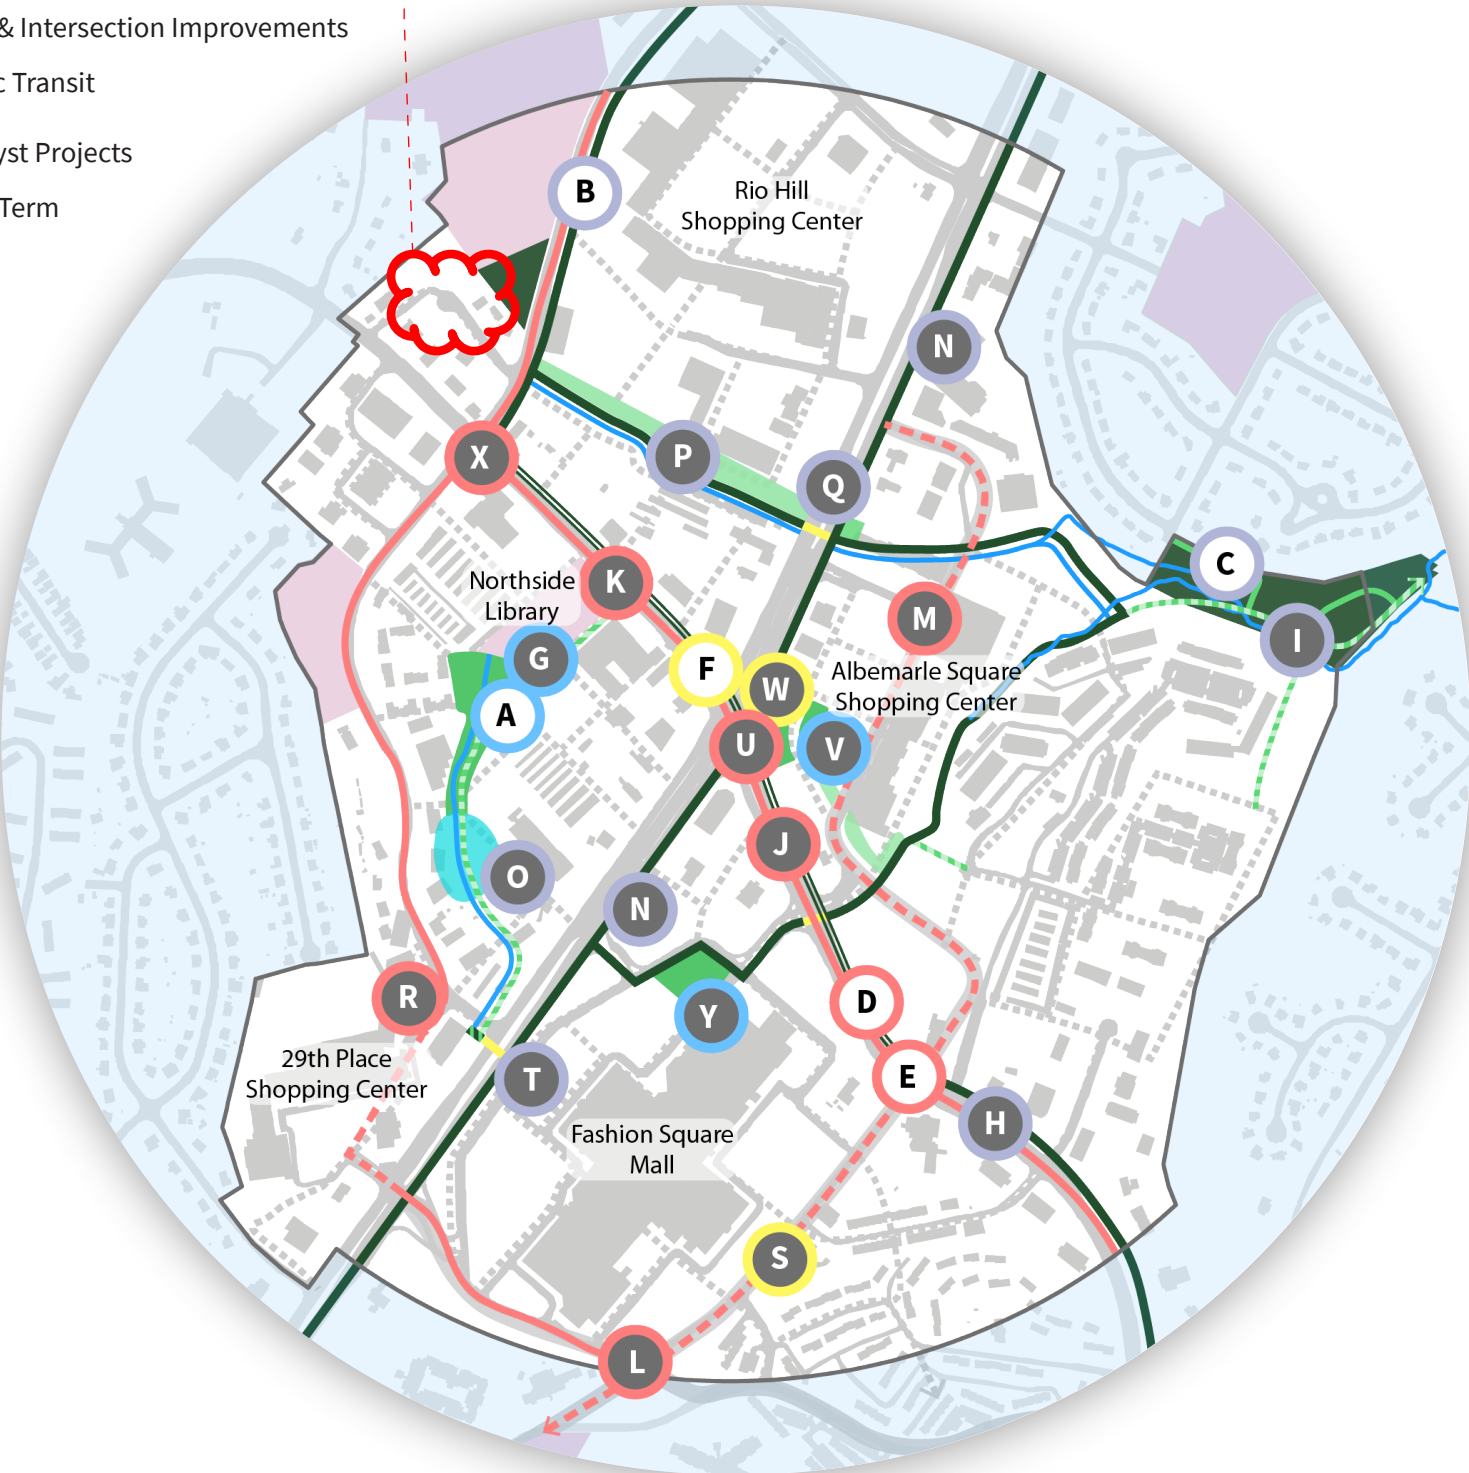 & Intersection Improvements
c Transit
yst Projects
Term
B
Rio Hill
Shopping Center
N
X
P
Q
C
Northside
Library
K
M
I
G
F
W
Albemarle Square
Shopping Center
A
U
V
J
O
N
R
D
Y
29th Place
Shopping Center
T
E
H
Fashion Square
Mall
S
L